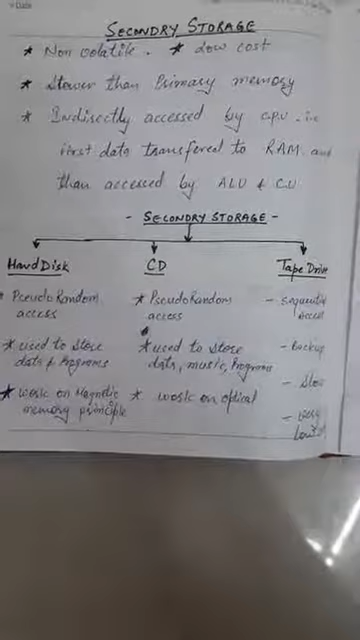 Date
SECONDRY STORAGE
* Non volatile. * Low cost
* Slower than Primary memory
* Indirectly accessed by C.P.U. i.e
first data transfered to RAM and
than accessed by ALU & CU
- SECONDRY STORAGE -
Hard Disk CD Tape Drive
* Pseudo Random access * Pseudo Random access - Sequential access
* used to store data & Programs * used to store data, music, Programs - Backup
* work on Magnetic memory principle * work on optical - Slow
- Very Low